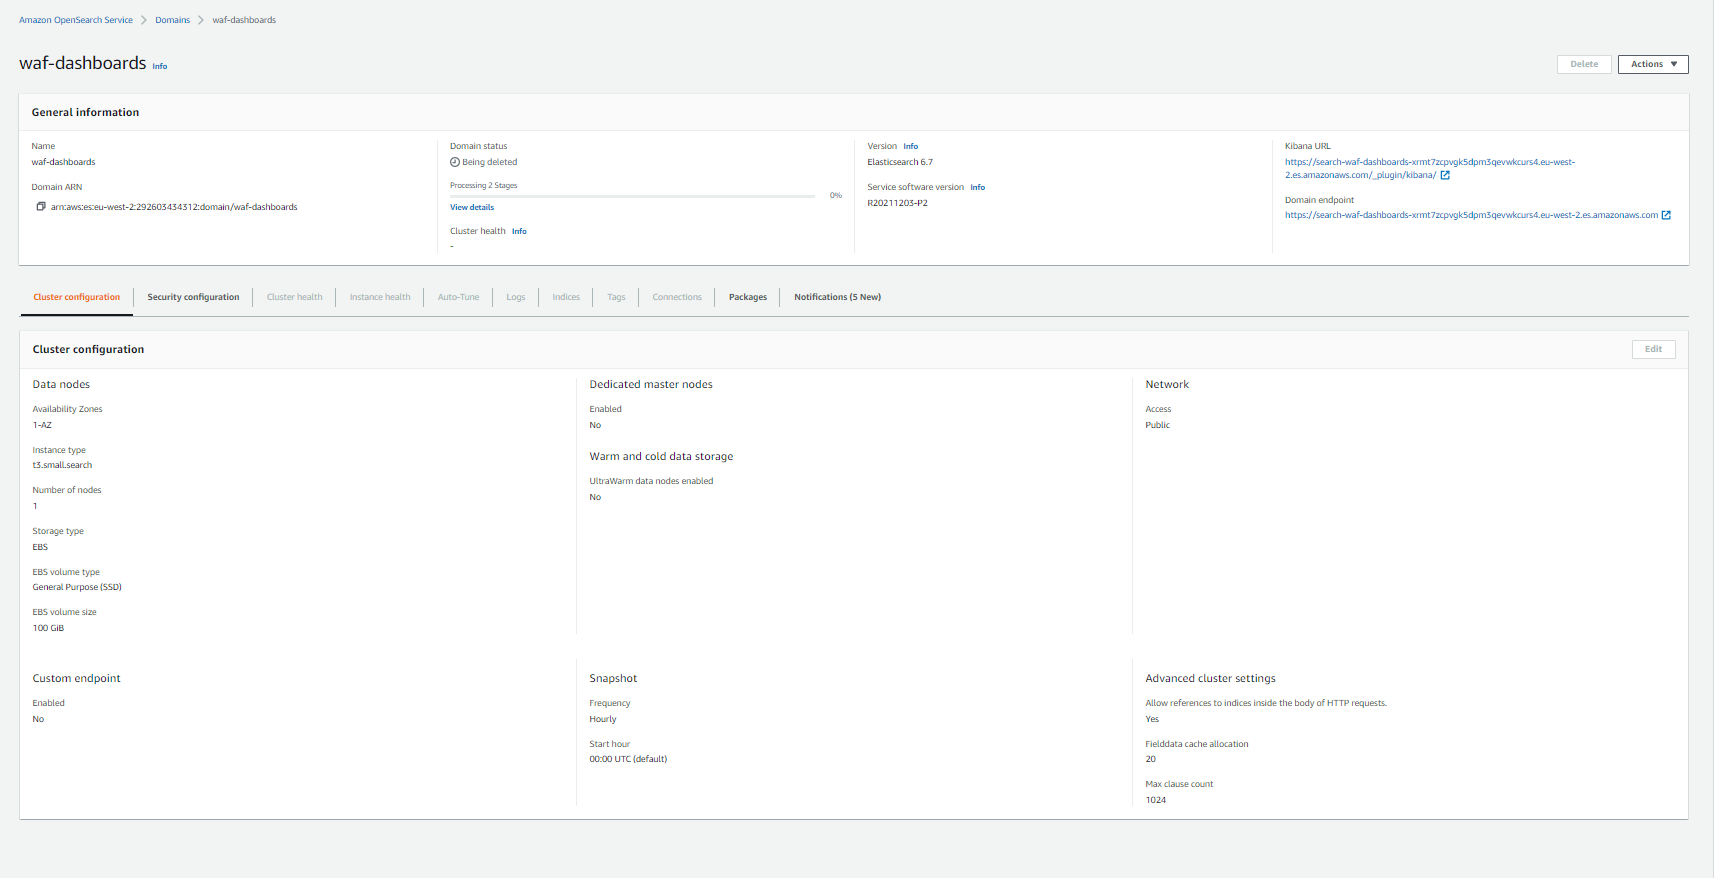 Amazon OpenSearch Service > Domains > waf-dashboards
waf-dashboards Info
Delete Actions ▼
General information
Name
waf-dashboards
Domain ARN
arn:aws:es:eu-west-2:292603434312:domain/waf-dashboards
Domain status
Being deleted
Processing 2 Stages
0%
View details
Cluster health Info
-
Version Info
Elasticsearch 6.7
Service software version Info
R20211203-P2
Kibana URL
https://search-waf-dashboards-xrmt7zcpvgk5dpm3qevwkcurs4.eu-west-
2.es.amazonaws.com/_plugin/kibana/
Domain endpoint
https://search-waf-dashboards-xrmt7zcpvgk5dpm3qevwkcurs4.eu-west-2.es.amazonaws.com
Cluster configuration Security configuration Cluster health Instance health Auto-Tune Logs Indices Tags Connections Packages Notifications (5 New)
Cluster configuration
Edit
Data nodes
Availability Zones
1-AZ
Instance type
t3.small.search
Number of nodes
1
Storage type
EBS
EBS volume type
General Purpose (SSD)
EBS volume size
100 GiB
Dedicated master nodes
Enabled
No
Warm and cold data storage
UltraWarm data nodes enabled
No
Network
Access
Public
Custom endpoint
Enabled
No
Snapshot
Frequency
Hourly
Start hour
00:00 UTC (default)
Advanced cluster settings
Allow references to indices inside the body of HTTP requests.
Yes
Fielddata cache allocation
20
Max clause count
1024